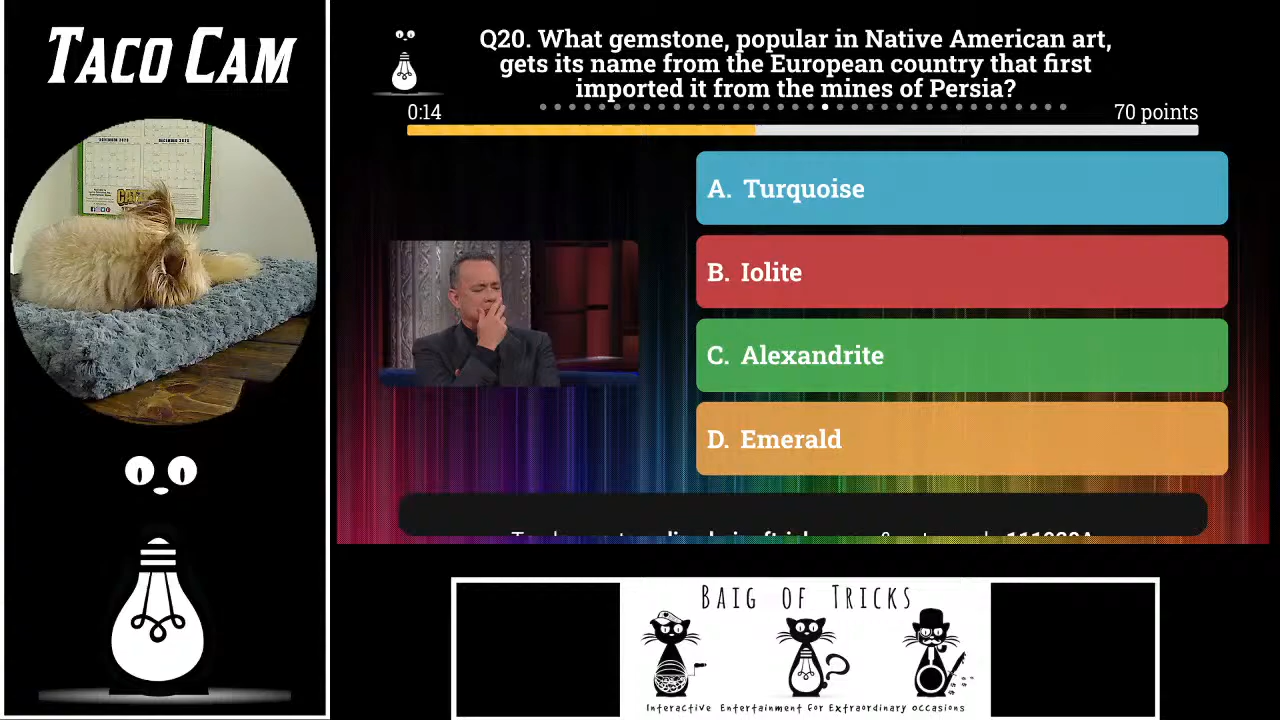 TACO CAM
Q20. What gemstone, popular in Native American art,
gets its name from the European country that first
imported it from the mines of Persia?
0:14
70 points
A. Turquoise
B. Iolite
C. Alexandrite
D. Emerald
BAIG OF TRICKS
Interactive Entertainment for Extraordinary occasions